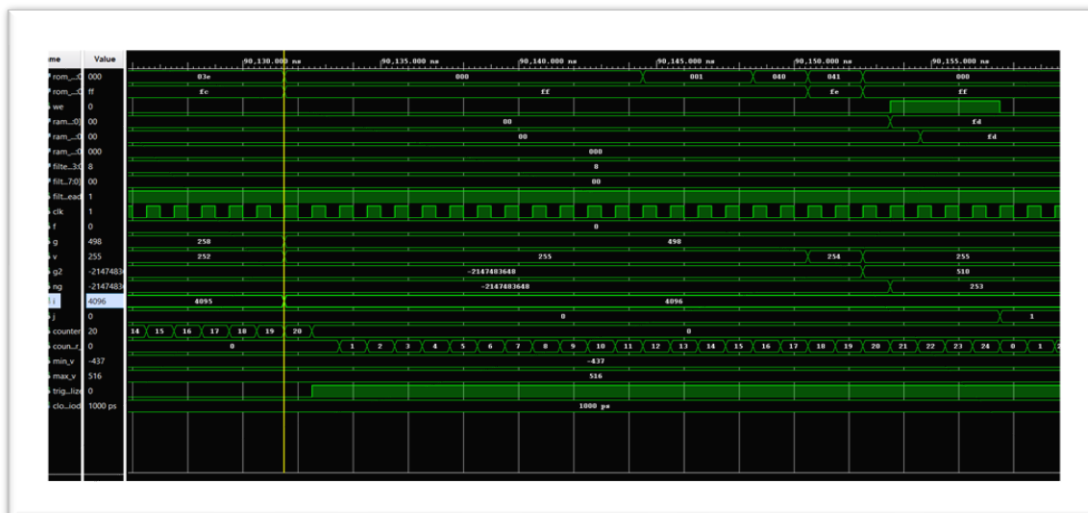 me Value 90,130.000 ns 90,135.000 ns 90,140.000 ns 90,145.000 ns 90,150.000 ns 90,155.000 ns
rom_...:0 000 03e 000 001 040 041 000
rom_...:0 ff fc ff fe ff
we 0
ram...:0] 00 00 fd
ram_...:0 00 00 fd
ram_...:0 000 000
filte...3:0 8 8
filt...7:0] 00 00
filt...ead 1
clk 1
f 0 0
g 498 258 498
v 255 252 255 254 255
g2 -2147483 -2147483648 510
ng -2147483 -2147483648 253
i 4096 4095 4096
j 0 0 1
counter 20 14 15 16 17 18 19 20 0
coun...r_ 0 0 1 2 3 4 5 6 7 8 9 10 11 12 13 14 15 16 17 18 19 20 21 22 23 24 0 1
min_v -437 -437
max_v 516 516
trig...lize 0
clo...iod 1000 ps 1000 ps